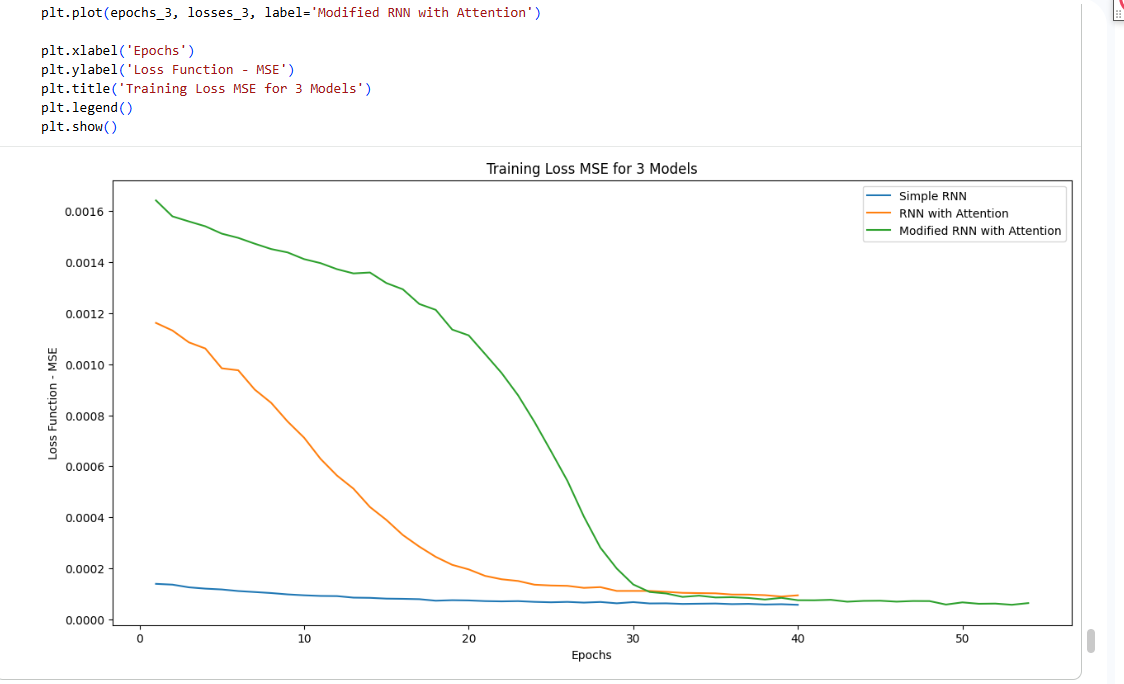 plt.plot(epochs_3, losses_3, label='Modified RNN with Attention')
plt.xlabel('Epochs')
plt.ylabel('Loss Function - MSE')
plt.title('Training Loss MSE for 3 Models')
plt.legend()
plt.show()
Training Loss MSE for 3 Models
Simple RNN
RNN with Attention
Modified RNN with Attention
Loss Function - MSE
0.0016
0.0014
0.0012
0.0010
0.0008
0.0006
0.0004
0.0002
0.0000
0 10 20 30 40 50
Epochs